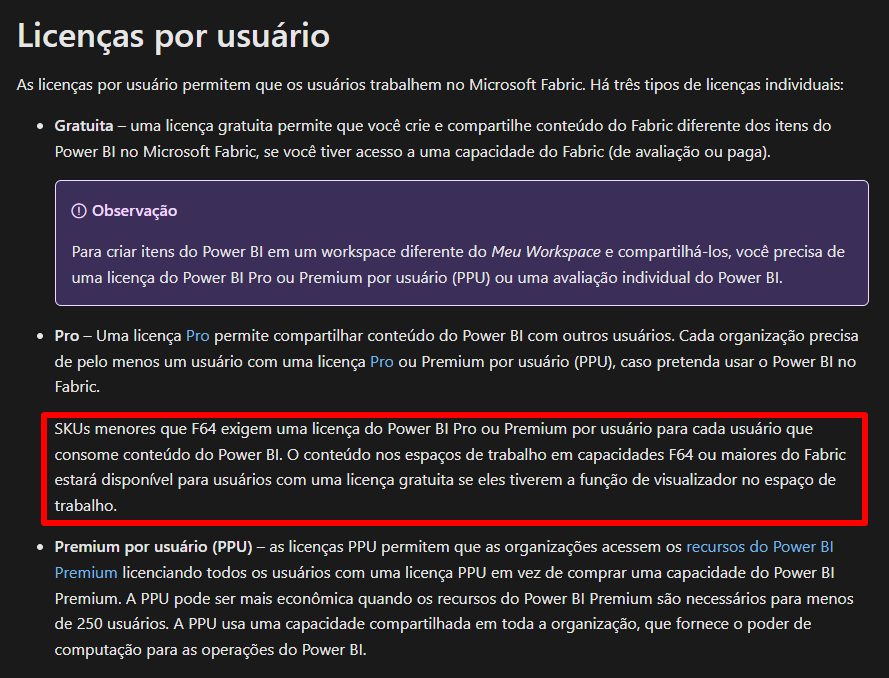 Licenças por usuário
As licenças por usuário permitem que os usuários trabalhem no Microsoft Fabric. Há três tipos de licenças individuais:
• Gratuita – uma licença gratuita permite que você crie e compartilhe conteúdo do Fabric diferente dos itens do
Power BI no Microsoft Fabric, se você tiver acesso a uma capacidade do Fabric (de avaliação ou paga).
Observação
Para criar itens do Power BI em um workspace diferente do Meu Workspace e compartilhá-los, você precisa de
uma licença do Power BI Pro ou Premium por usuário (PPU) ou uma avaliação individual do Power BI.
• Pro – Uma licença Pro permite compartilhar conteúdo do Power BI com outros usuários. Cada organização precisa
de pelo menos um usuário com uma licença Pro ou Premium por usuário (PPU), caso pretenda usar o Power BI no
Fabric.
SKUs menores que F64 exigem uma licença do Power BI Pro ou Premium por usuário para cada usuário que
consome conteúdo do Power BI. O conteúdo nos espaços de trabalho em capacidades F64 ou maiores do Fabric
estará disponível para usuários com uma licença gratuita se eles tiverem a função de visualizador no espaço de
trabalho.
• Premium por usuário (PPU) – as licenças PPU permitem que as organizações acessem os recursos do Power BI
Premium licenciando todos os usuários com uma licença PPU em vez de comprar uma capacidade do Power BI
Premium. A PPU pode ser mais econômica quando os recursos do Power BI Premium são necessários para menos
de 250 usuários. A PPU usa uma capacidade compartilhada em toda a organização, que fornece o poder de
computação para as operações do Power BI.